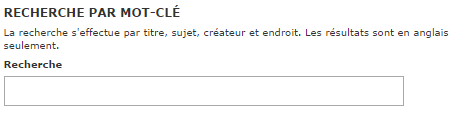 RECHERCHE PAR MOT-CLÉ
La recherche s'effectue par titre, sujet, créateur et endroit. Les résultats sont en anglais
seulement.
Recherche